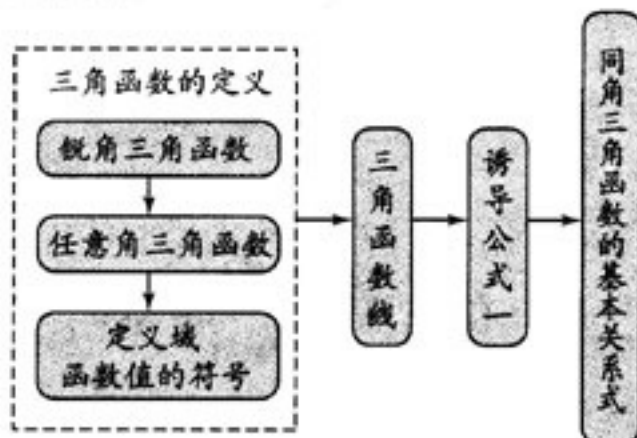 三角函数的定义
锐角三角函数
任意角三角函数
定义域
函数值的符号
三角函数线
诱导公式一
同角三角函数的基本关系式